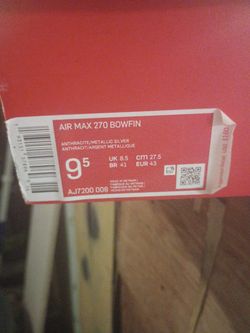 AIR MAX 270 BOWFIN
ANTHRACITE/METALLIC SILVER
ANTHRACIT/ARGENT METALLIQUE
9.5
UK 8.5 CM 27.5
BR 41 EUR 43
AJ7200 008